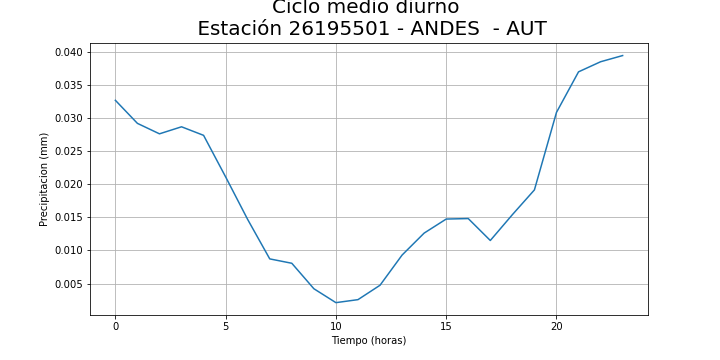 Ciclo medio diurno
Estación 26195501 - ANDES  - AUT
0.040
0.035
0.030
0.025
0.020
0.015
0.010
0.005
Precipitacion (mm)
0 5 10 15 20
Tiempo (horas)